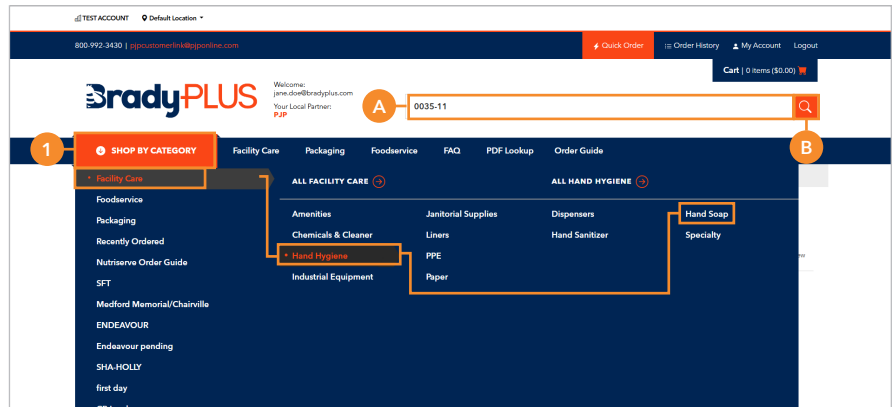 TEST ACCOUNT Default Location
800-992-3430 | pjpcustomerlink@pjponline.com Quick Order Order History My Account Logout
Cart | 0 items ($0.00)
BradyPLUS
Welcome:
jane.doe@bradyplus.com
Your Local Partner:
PJP
A 0035-11
B
1 SHOP BY CATEGORY Facility Care Packaging Foodservice FAQ PDF Lookup Order Guide
Facility Care
Foodservice
Packaging
Recently Ordered
Nutriserve Order Guide
SFT
Medford Memorial/Chairville
ENDEAVOUR
Endeavour pending
SHA-HOLLY
first day
ALL FACILITY CARE
Amenities Janitorial Supplies
Chemicals & Cleaner Liners
Hand Hygiene PPE
Industrial Equipment Paper
ALL HAND HYGIENE
Dispensers Hand Soap
Hand Sanitizer Specialty